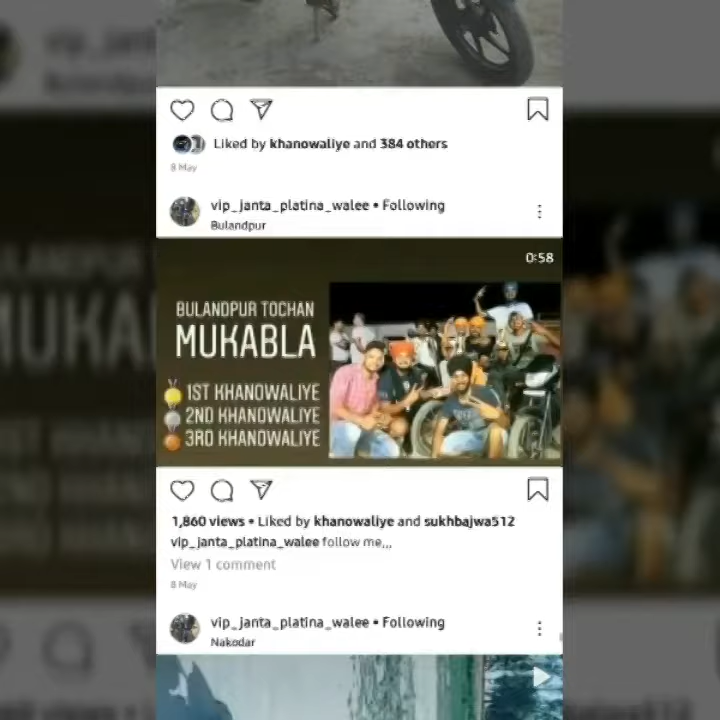 Liked by khanowaliye and 384 others
8 May
vip_janta_platina_walee • Following
Bulandpur
0:58
BULANDPUR TOCHAN
MUKABLA
1ST KHANOWALIYE
2ND KHANOWALIYE
3RD KHANOWALIYE
1,860 views • Liked by khanowaliye and sukhbajwa512
vip_janta_platina_walee follow me,,,
View 1 comment
8 May
vip_janta_platina_walee • Following
Nakodar